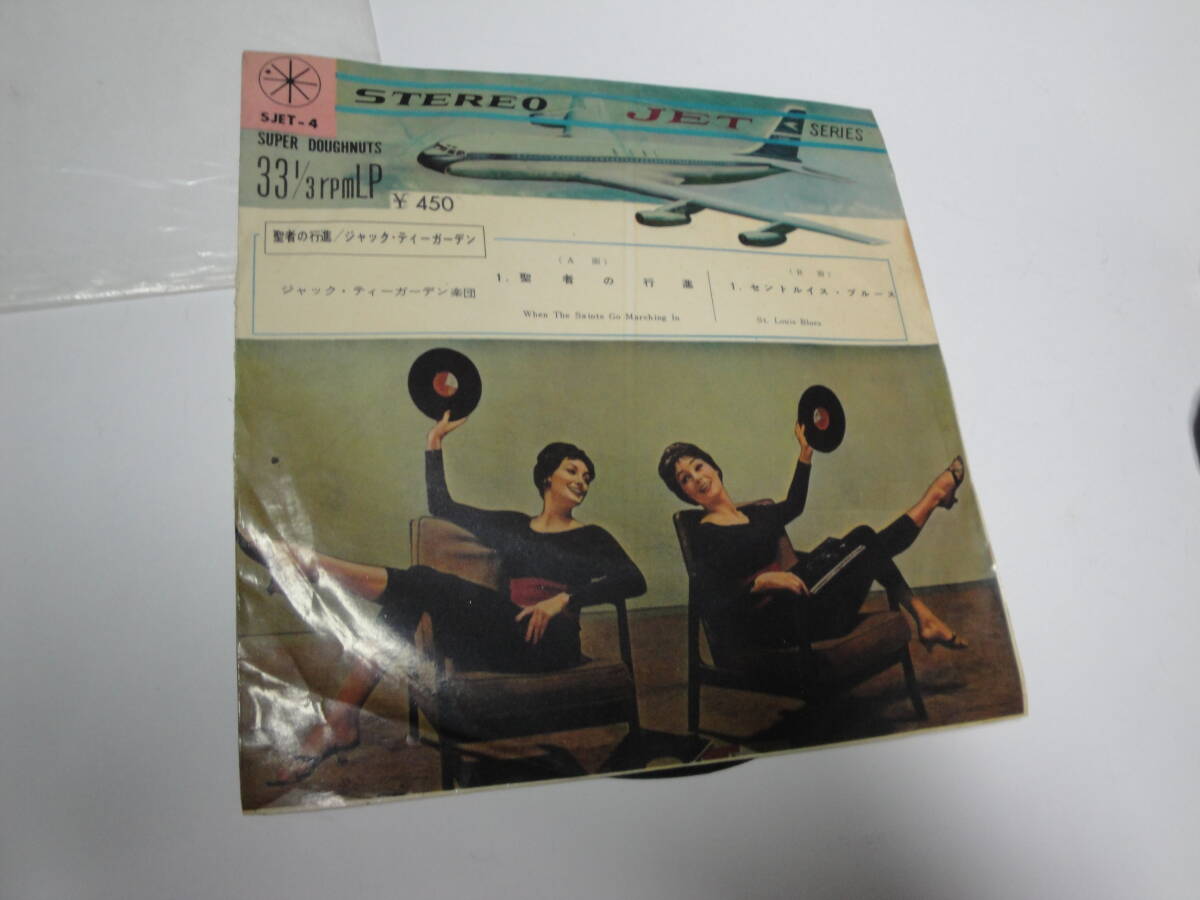 STEREO JET SERIES
SJET-4
SUPER DOUGHNUTS
33 1/3 rpm LP
¥ 450
聖者の行進/ジャック・ティーガーデン
ジャック・ティーガーデン楽団
(A 面)
1. 聖者の行進
When The Saints Go Marching In
(B 面)
1. セントルイス・ブルース
St. Louis Blues